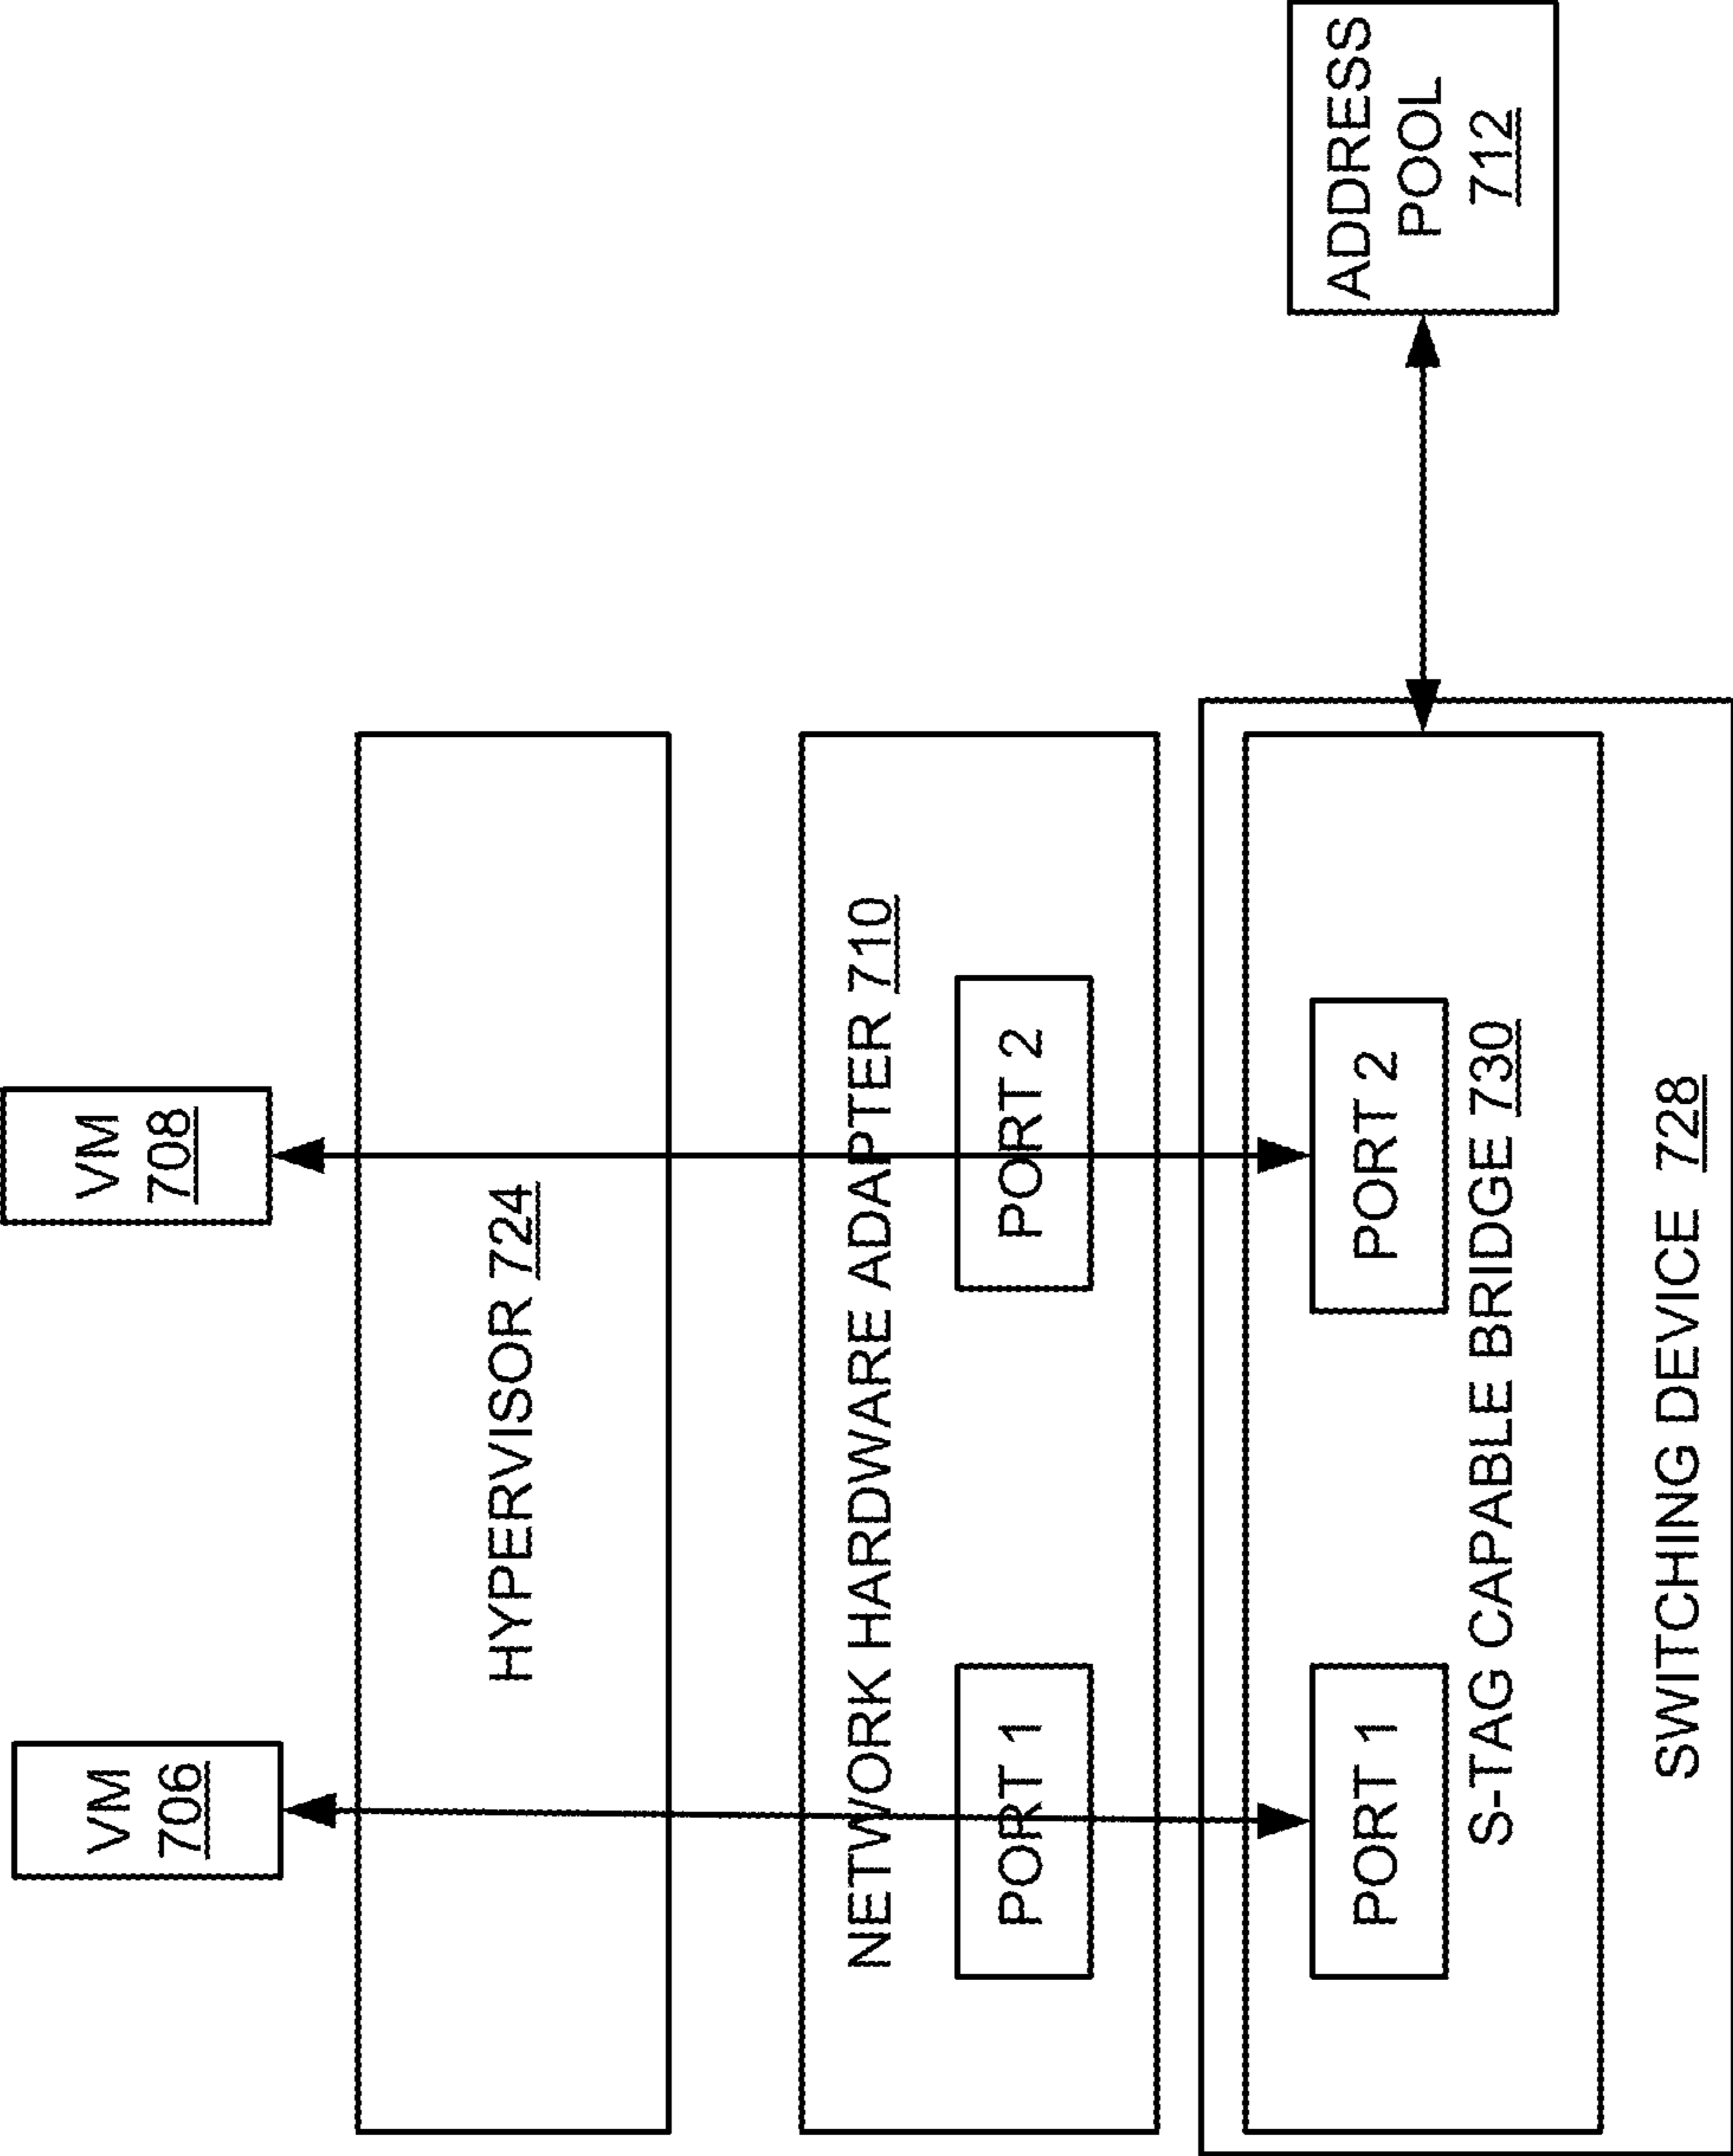 VM
706
VM
708
HYPERVISOR 724
NETWORK HARDWARE ADAPTER 710
PORT 1
PORT 2
PORT 1
PORT 2
S-TAG CAPABLE BRIDGE 730
SWITCHING DEVICE 728
ADDRESS
POOL
712